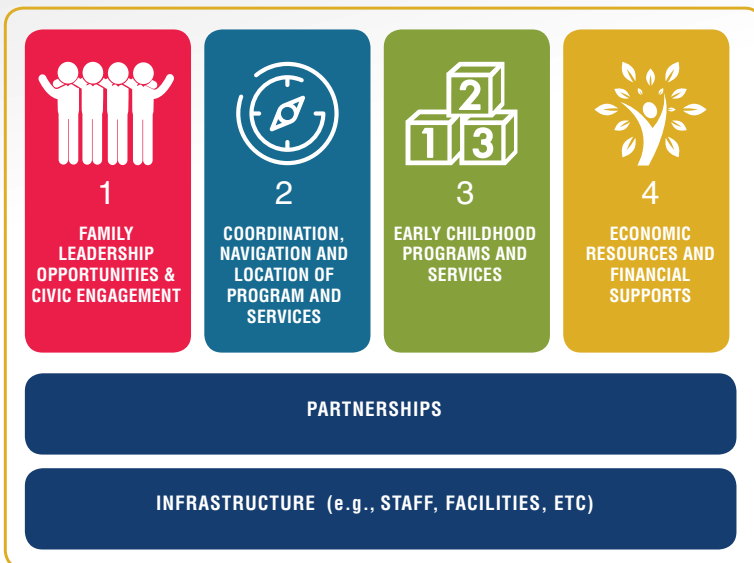 1
FAMILY
LEADERSHIP
OPPORTUNITIES &
CIVIC ENGAGEMENT
2
COORDINATION,
NAVIGATION AND
LOCATION OF
PROGRAM AND
SERVICES
2
1 3
3
EARLY CHILDHOOD
PROGRAMS AND
SERVICES
4
ECONOMIC
RESOURCES AND
FINANCIAL
SUPPORTS
PARTNERSHIPS
INFRASTRUCTURE (e.g., STAFF, FACILITIES, ETC)